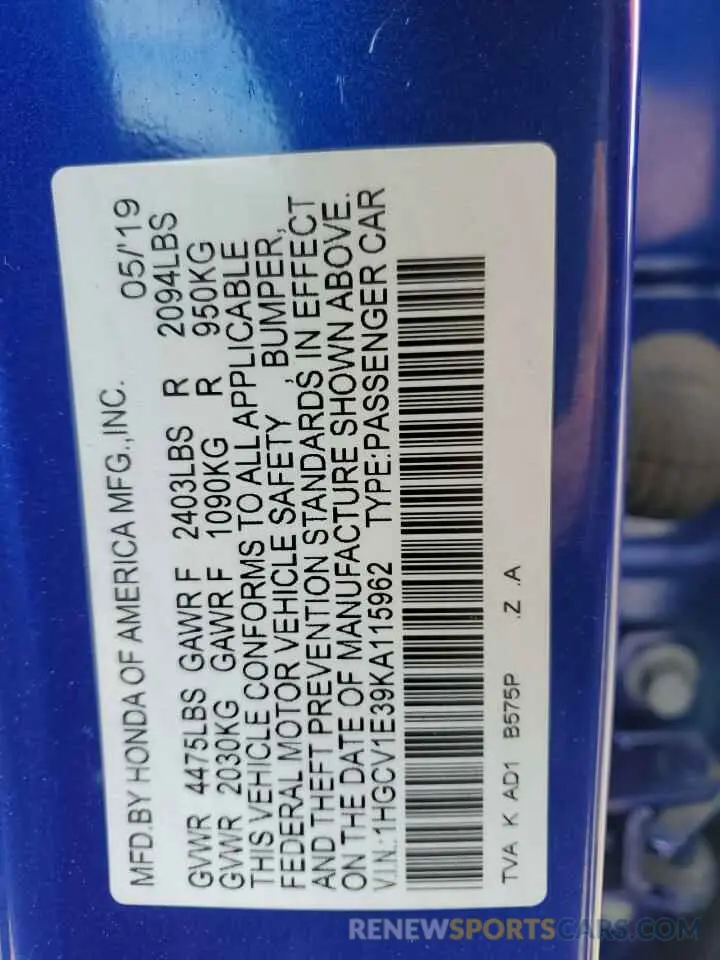 MFD.BY HONDA OF AMERICA MFG.,INC. 05/'19
GVWR 4475LBS GAWR F 2403LBS R 2094LBS
GVWR 2030KG GAWR F 1090KG R 950KG
THIS VEHICLE CONFORMS TO ALL APPLICABLE
FEDERAL MOTOR VEHICLE SAFETY , BUMPER,
AND THEFT PREVENTION STANDARDS IN EFFECT
ON THE DATE OF MANUFACTURE SHOWN ABOVE.
V.I.N.:1HGCV1E39KA115962 TYPE:PASSENGER CAR
TVA K AD1 B575P .Z .A
RENEWSPORTSCARS.COM